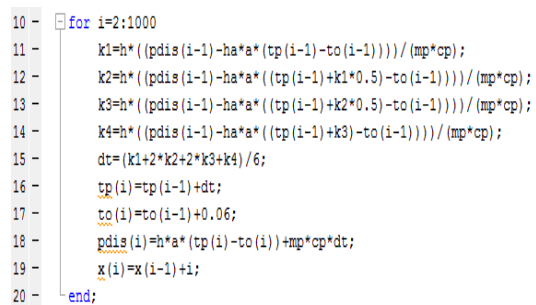 10 - for i=2:1000
11 - k1=h*((pdis(i-1)-ha*a*(tp(i-1)-to(i-1))))/(mp*cp);
12 - k2=h*((pdis(i-1)-ha*a*((tp(i-1)+k1*0.5)-to(i-1))))/(mp*cp);
13 - k3=h*((pdis(i-1)-ha*a*((tp(i-1)+k2*0.5)-to(i-1))))/(mp*cp);
14 - k4=h*((pdis(i-1)-ha*a*((tp(i-1)+k3)-to(i-1))))/(mp*cp);
15 - dt=(k1+2*k2+2*k3+k4)/6;
16 - tp(i)=tp(i-1)+dt;
17 - to(i)=to(i-1)+0.06;
18 - pdis(i)=h*a*(tp(i)-to(i))+mp*cp*dt;
19 - x(i)=x(i-1)+i;
20 - end;